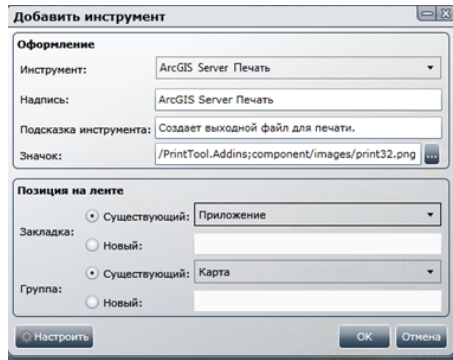 Добавить инструмент
Оформление
Инструмент: ArcGIS Server Печать
Надпись: ArcGIS Server Печать
Подсказка инструмента: Создает выходной файл для печати.
Значок: /PrintTool.Addins;component/images/print32.png ...
Позиция на ленте
Закладка:
Существующий: Приложение
Новый:
Группа:
Существующий: Карта
Новый:
Настроить OK Отмена